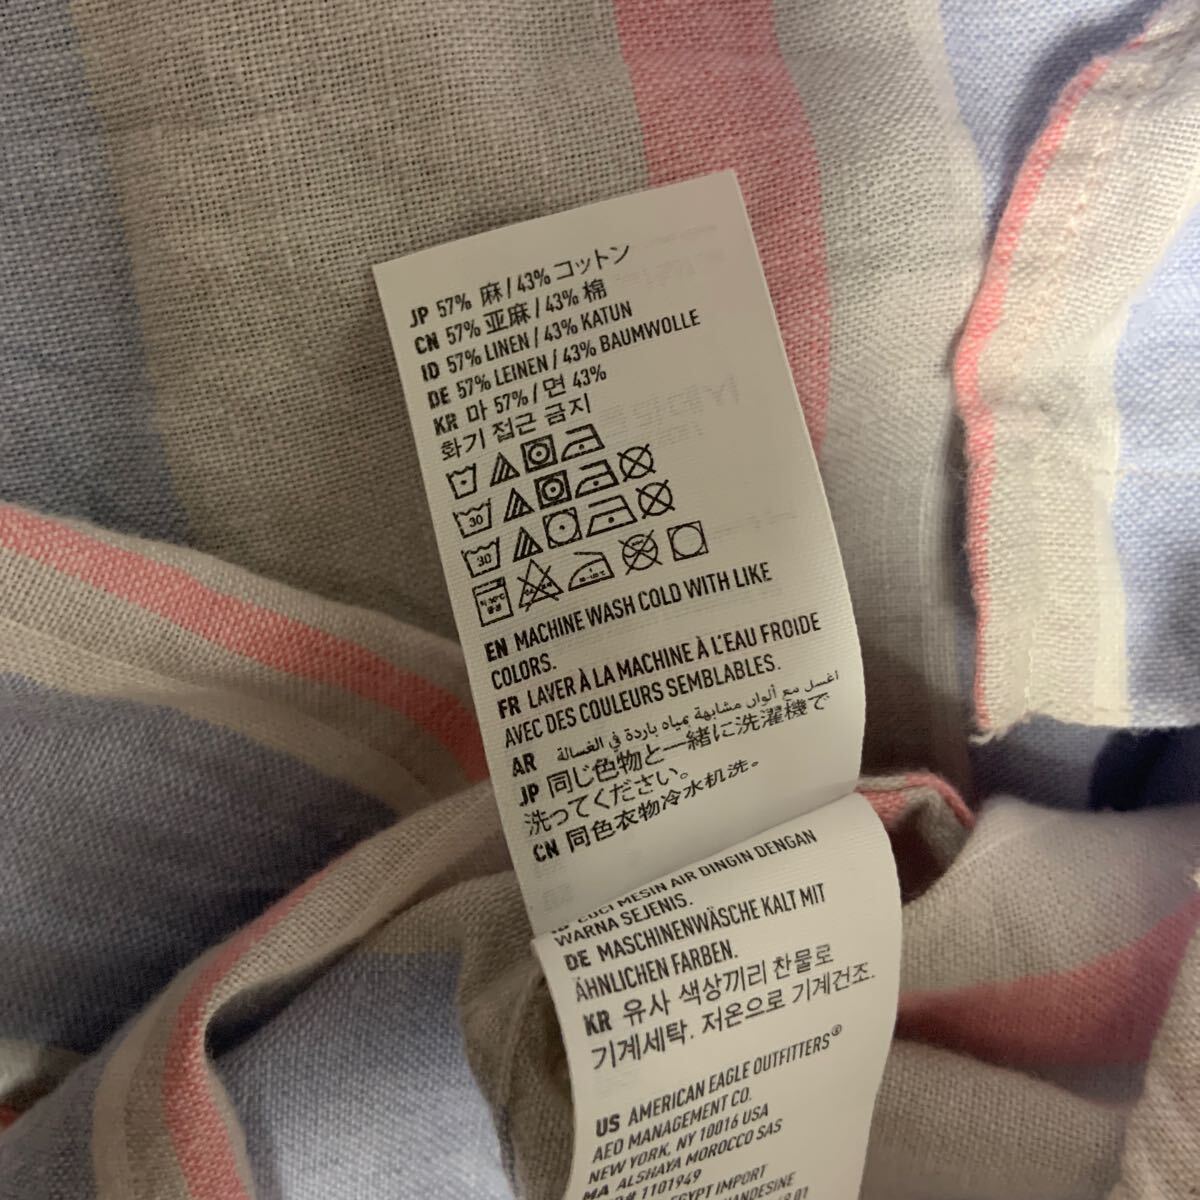 JP 57% 麻 / 43% コットン
CN 57% 亚麻 / 43% 棉
ID 57% LINEN / 43% KATUN
DE 57% LEINEN / 43% BAUMWOLLE
KR 마 57% / 면 43%
화기 접근 금지
30
30
EN MACHINE WASH COLD WITH LIKE
COLORS.
FR LAVER À LA MACHINE À L'EAU FROIDE
AVEC DES COULEURS SEMBLABLES.
AR اغسل مع ألوان مشابهة بمياه باردة في الغسالة
JP 同じ色物と一緒に洗濯機で
洗ってください。
CN 同色衣物冷水机洗。
CUCI MESIN AIR DINGIN DENGAN
WARNA SEJENIS.
DE MASCHINENWÄSCHE KALT MIT
ÄHNLICHEN FARBEN.
KR 유사 색상끼리 찬물로
기계세탁. 저온으로 기계건조.
US AMERICAN EAGLE OUTFITTERS®
AEO MANAGEMENT CO.
NEW YORK, NY 10016 USA
MA ALSHAYA MOROCCO SAS
1101949
EGYPT IMPORT